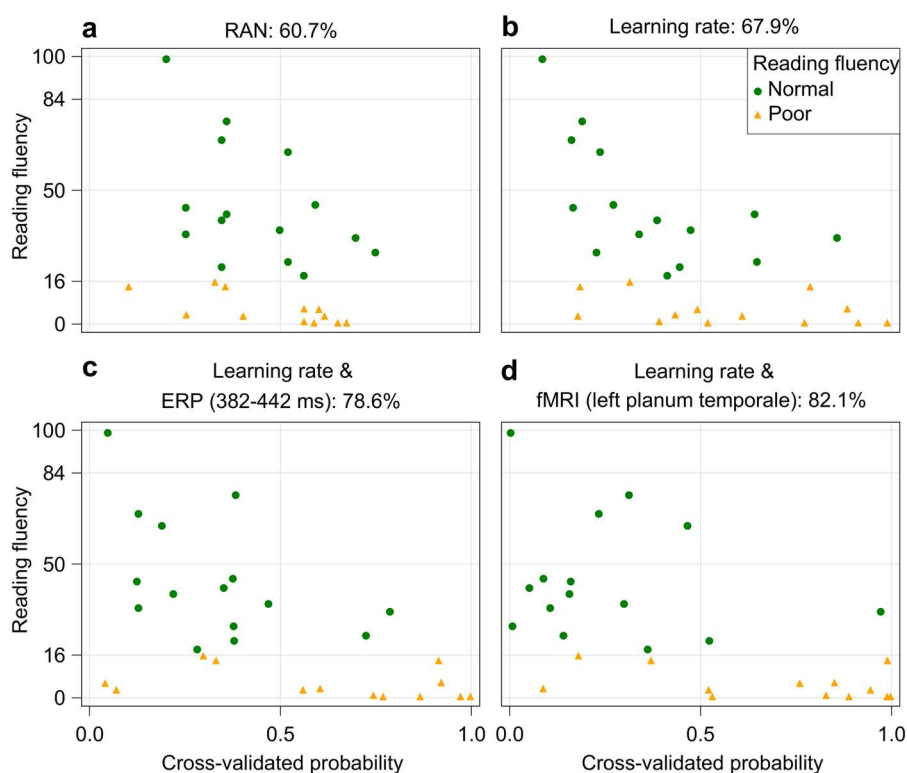 a
RAN: 60.7%
b
Learning rate: 67.9%
Reading fluency
100
84
50
16
0
Reading fluency
Normal
Poor
c
Learning rate &
ERP (382-442 ms): 78.6%
d
Learning rate &
fMRI (left planum temporale): 82.1%
Reading fluency
100
84
50
16
0
0.0
0.5
1.0
0.0
0.5
1.0
Cross-validated probability
Cross-validated probability